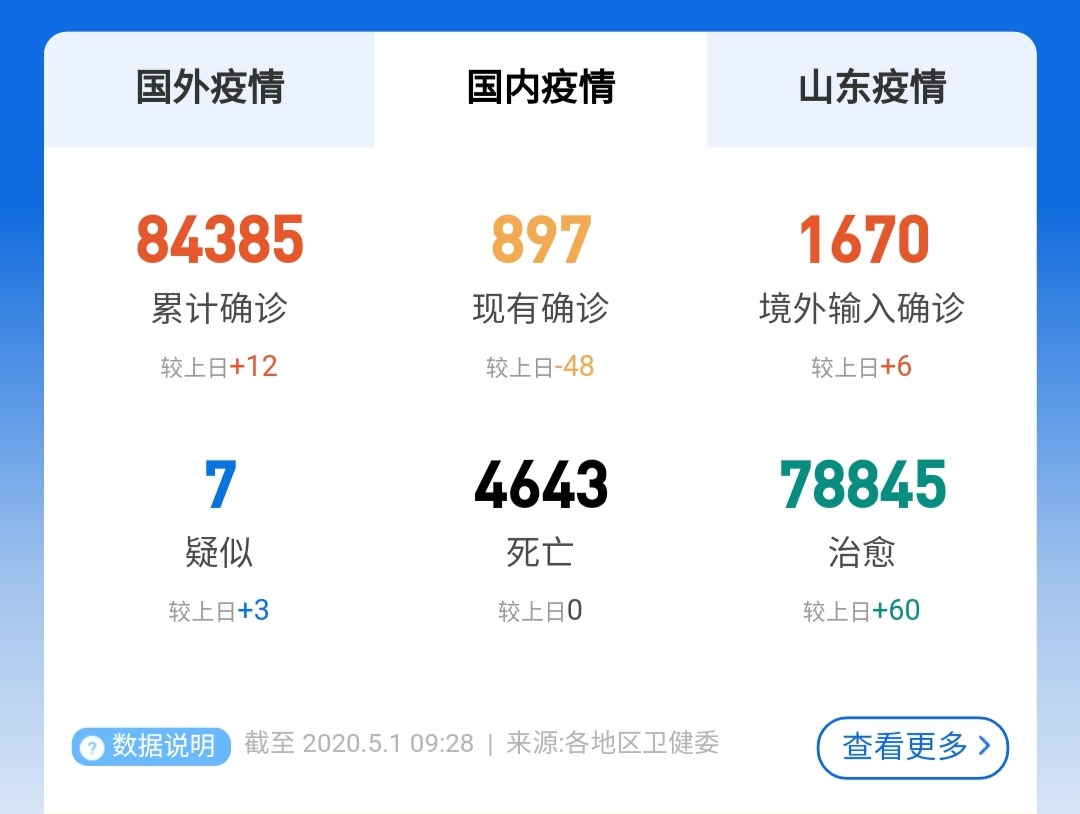 国外疫情 国内疫情 山东疫情
84385 897 1670
累计确诊 现有确诊 境外输入确诊
较上日+12 较上日-48 较上日+6
7 4643 78845
疑似 死亡 治愈
较上日+3 较上日0 较上日+60
? 数据说明 截至 2020.5.1 09:28 | 来源:各地区卫健委 查看更多 >